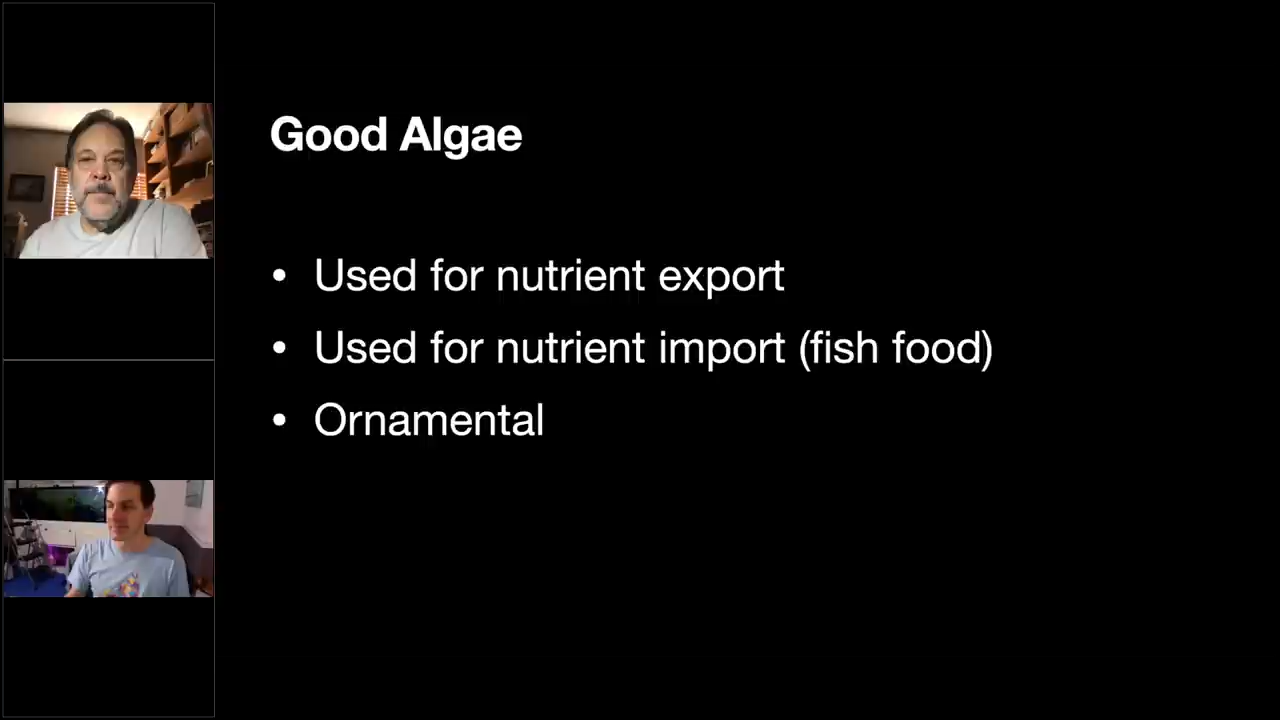 Good Algae
• Used for nutrient export
• Used for nutrient import (fish food)
• Ornamental